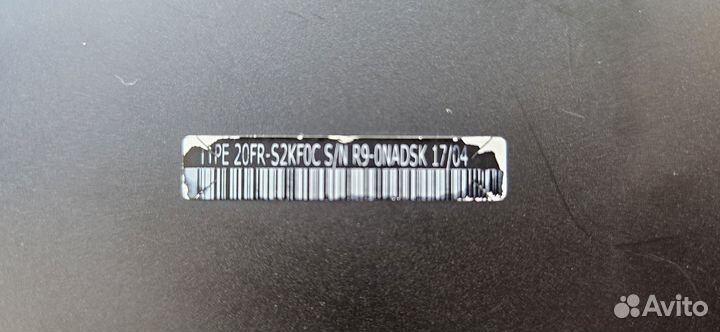 TYPE 20FR-S2KF0C S/N R9-0NADSK 17/04
Avito